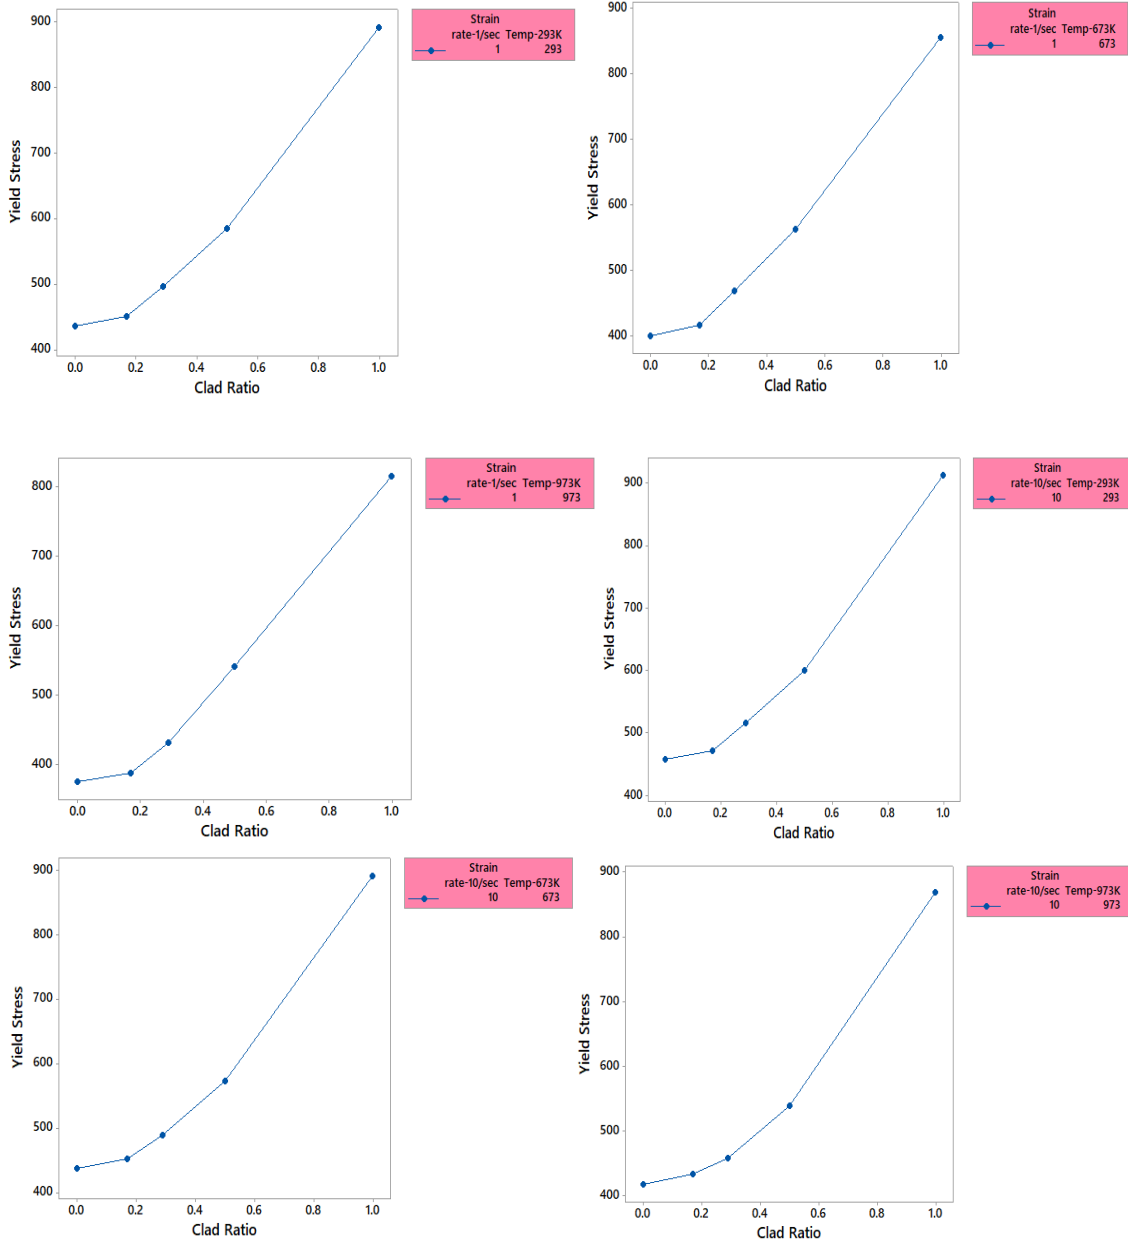 Strain
rate-1/sec Temp-293K
1 293
900
800
700
600
500
400
Yield Stress
0.0 0.2 0.4 0.6 0.8 1.0
Clad Ratio
Strain
rate-1/sec Temp-673K
1 673
900
800
700
600
500
400
Yield Stress
0.0 0.2 0.4 0.6 0.8 1.0
Clad Ratio
Strain
rate-1/sec Temp-973K
1 973
800
700
600
500
400
Yield Stress
0.0 0.2 0.4 0.6 0.8 1.0
Clad Ratio
Strain
rate-10/sec Temp-293K
10 293
900
800
700
600
500
400
Yield Stress
0.0 0.2 0.4 0.6 0.8 1.0
Clad Ratio
Strain
rate-10/sec Temp-673K
10 673
900
800
700
600
500
400
Yield Stress
0.0 0.2 0.4 0.6 0.8 1.0
Clad Ratio
Strain
rate-10/sec Temp-973K
10 973
900
800
700
600
500
400
Yield Stress
0.0 0.2 0.4 0.6 0.8 1.0
Clad Ratio